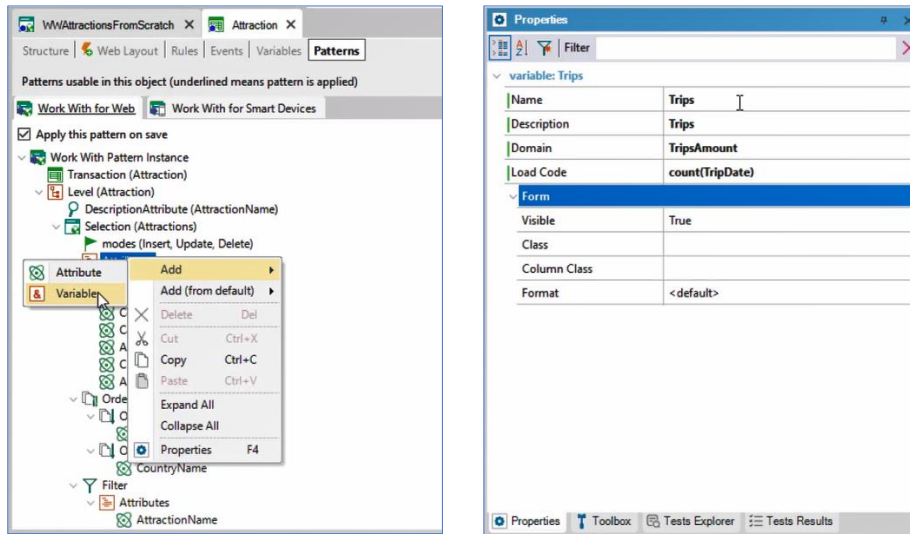 WWAttractionsFromScratch
Attraction
Structure Web Layout Rules Events Variables Patterns
Patterns usable in this object (underlined means pattern is applied)
Work With for Web Work With for Smart Devices
Apply this pattern on save
Work With Pattern Instance
Transaction (Attraction)
Level (Attraction)
DescriptionAttribute (AttractionName)
Selection (Attractions)
modes (Insert, Update, Delete)
Attribute
Variable
Add
Add (from default)
Delete Del
Cut Ctrl+X
Copy Ctrl+C
Paste Ctrl+V
Expand All
Collapse All
Properties F4
C
C
A
C
A
Orde
O
O
CountryName
Filter
Attributes
AttractionName
Properties
Filter
variable: Trips
Name Trips
Description Trips
Domain TripsAmount
Load Code count(TripDate)
Form
Visible True
Class
Column Class
Format <default>
Properties Toolbox Tests Explorer Tests Results